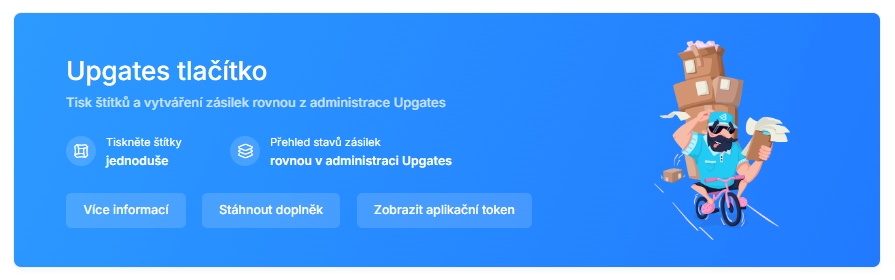 Upgates tlačítko
Tisk štítků a vytváření zásilek rovnou z administrace Upgates
Tiskněte štítky
jednoduše
Přehled stavů zásilek
rovnou v administraci Upgates
Více informací
Stáhnout doplněk
Zobrazit aplikační token